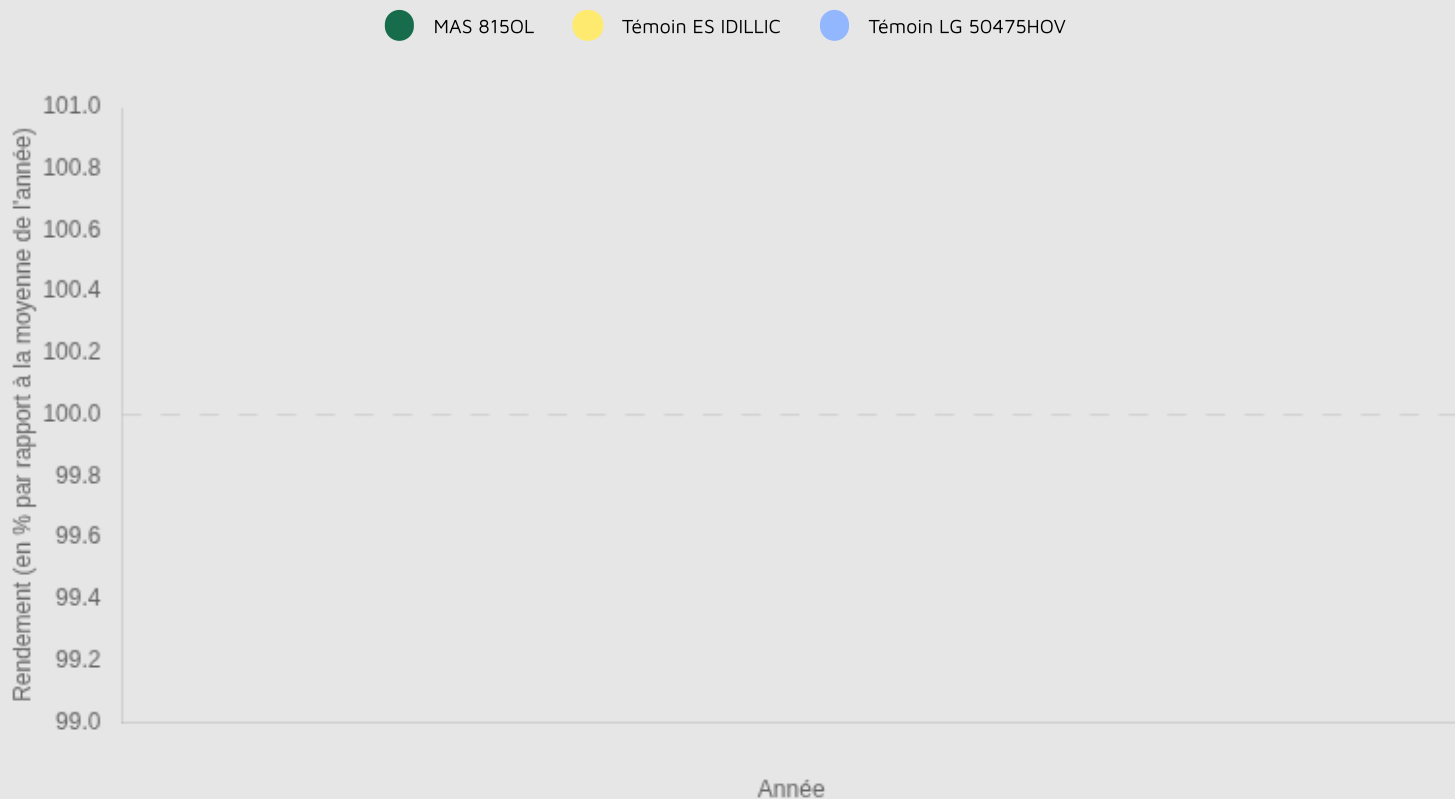 MAS 815OL
Témoin ES IDILLIC
Témoin LG 50475HOV
Rendement (en % par rapport à la moyenne de l'année)
101.0
100.8
100.6
100.4
100.2
100.0
99.8
99.6
99.4
99.2
99.0
Année